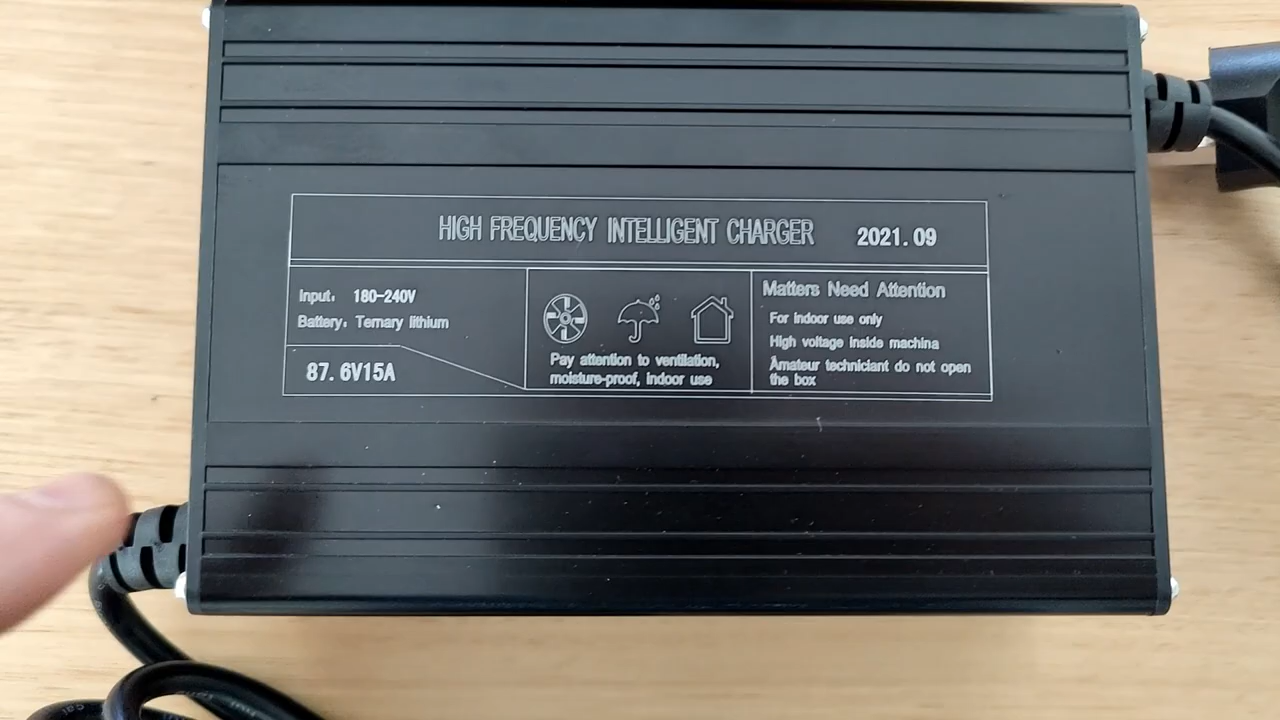 HIGH FREQUENCY INTELLIGENT CHARGER 2021.09
Input: 180-240V
Battery: Ternary lithium
87.6V15A
Pay attention to ventilation,
moisture-proof, indoor use
Matters Need Attention
For indoor use only
High voltage inside machina
Amateur techniciant do not open
the box